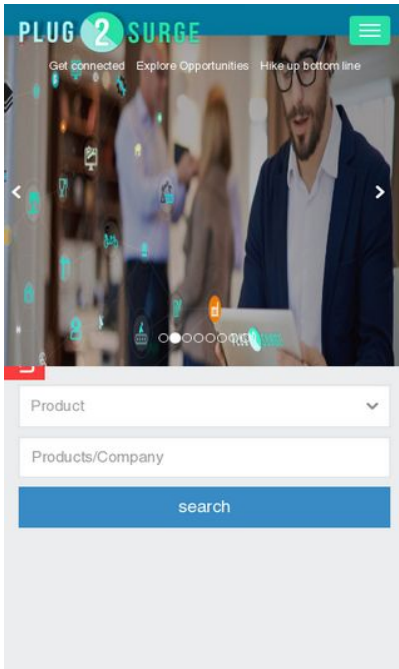 PLUG 2 SURGE
Get connected Explore Opportunities Hike up bottom line
Product
Products/Company
search